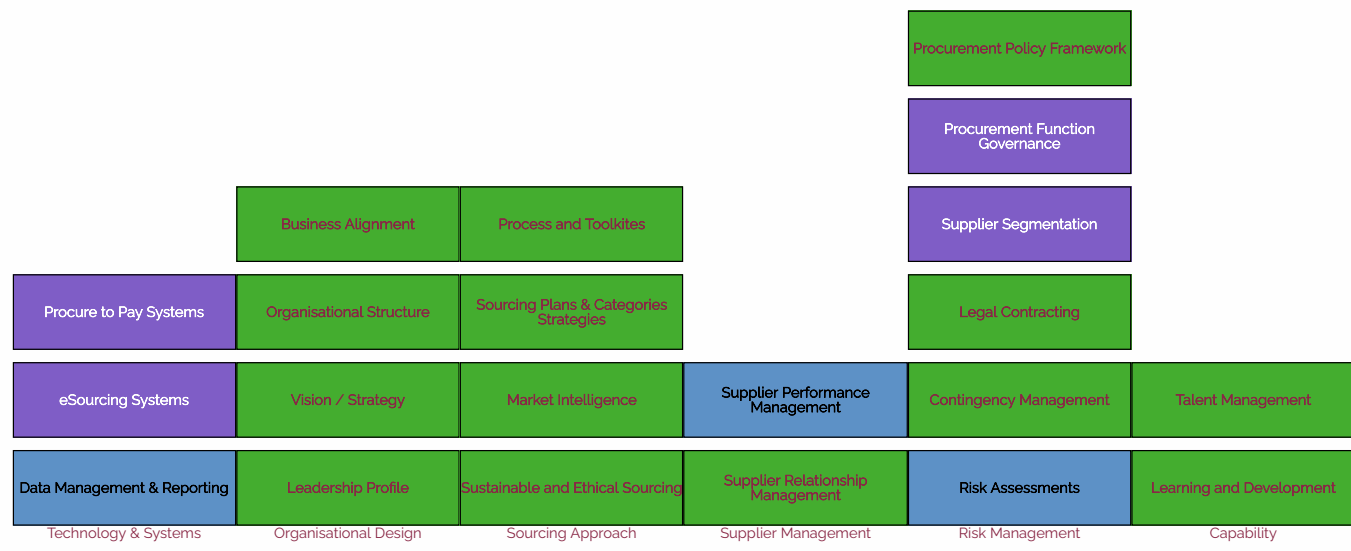 Procurement Policy Framework
Procurement Function
Governance
Business Alignment
Process and Toolkites
Supplier Segmentation
Procure to Pay Systems
Organisational Structure
Sourcing Plans & Categories
Strategies
Legal Contracting
eSourcing Systems
Vision / Strategy
Market Intelligence
Supplier Performance
Management
Contingency Management
Talent Management
Data Management & Reporting
Leadership Profile
Sustainable and Ethical Sourcing
Supplier Relationship
Management
Risk Assessments
Learning and Development
Technology & Systems
Organisational Design
Sourcing Approach
Supplier Management
Risk Management
Capability